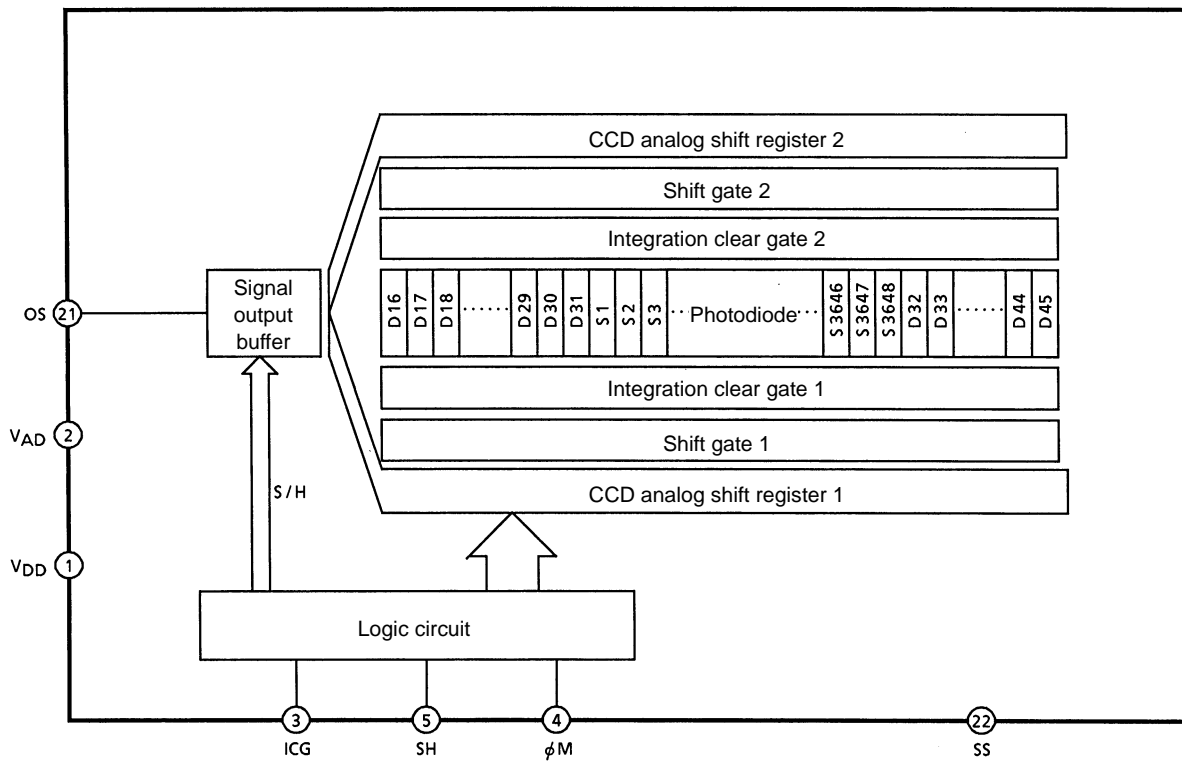 CCD analog shift register 2
Shift gate 2
Integration clear gate 2
Signal
output
buffer
OS 21
D16 D17 D18 ...... D29 D30 D31 S1 S2 S3 ... Photodiode ... S3646 S3647 S3648 D32 D33 ...... D44 D45
Integration clear gate 1
VAD 2
Shift gate 1
S/H
CCD analog shift register 1
VDD 1
Logic circuit
3 5 4 22
ICG SH φM SS